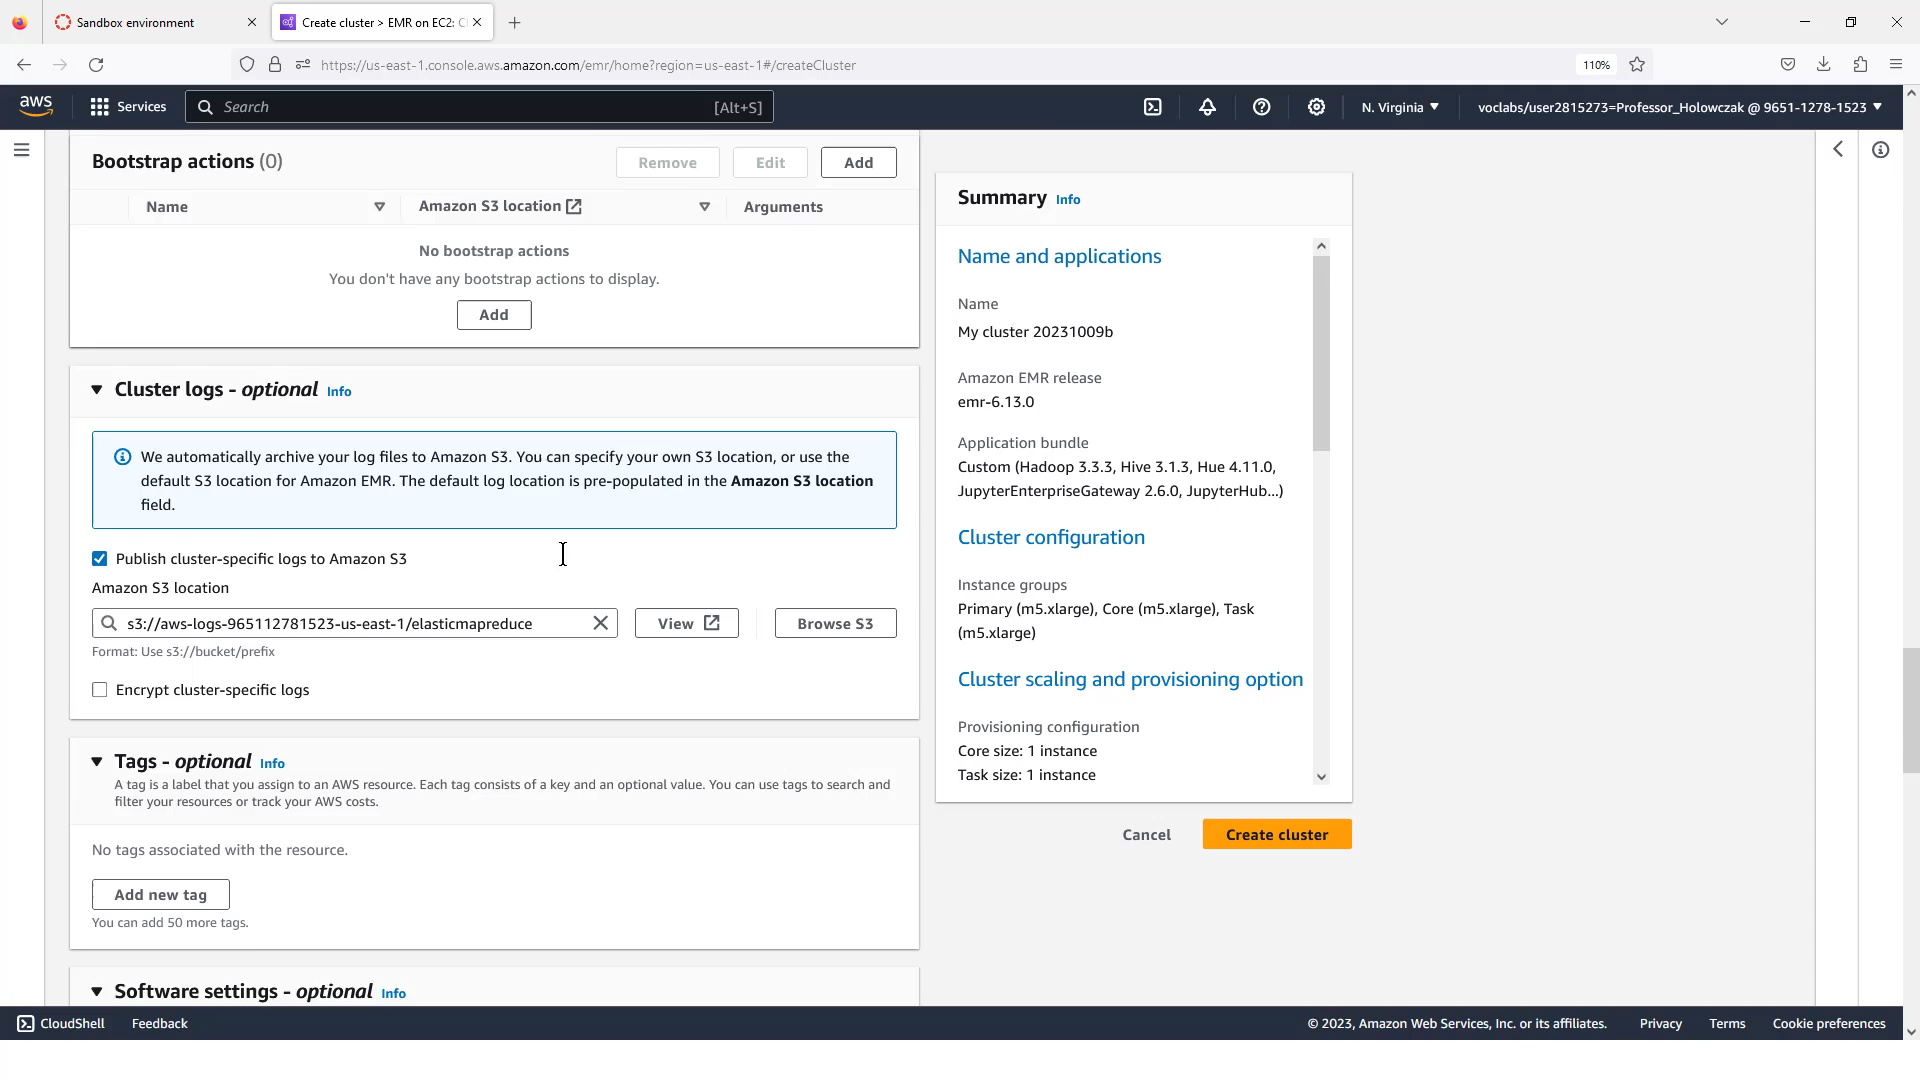 Sandbox environment
Create cluster > EMR on EC2: C
https://us-east-1.console.aws.amazon.com/emr/home?region=us-east-1#/createCluster
110%
aws
Services
Search
[Alt+S]
N. Virginia
voclabs/user2815273=Professor_Holowczak @ 9651-1278-1523
Bootstrap actions (0)
Remove
Edit
Add
Name
Amazon S3 location
Arguments
No bootstrap actions
You don't have any bootstrap actions to display.
Add
Cluster logs - optional Info
We automatically archive your log files to Amazon S3. You can specify your own S3 location, or use the
default S3 location for Amazon EMR. The default log location is pre-populated in the Amazon S3 location
field.
Publish cluster-specific logs to Amazon S3
Amazon S3 location
s3://aws-logs-965112781523-us-east-1/elasticmapreduce
View
Browse S3
Format: Use s3://bucket/prefix
Encrypt cluster-specific logs
Tags - optional Info
A tag is a label that you assign to an AWS resource. Each tag consists of a key and an optional value. You can use tags to search and
filter your resources or track your AWS costs.
No tags associated with the resource.
Add new tag
You can add 50 more tags.
Software settings - optional Info
Summary Info
Name and applications
Name
My cluster 20231009b
Amazon EMR release
emr-6.13.0
Application bundle
Custom (Hadoop 3.3.3, Hive 3.1.3, Hue 4.11.0,
JupyterEnterpriseGateway 2.6.0, JupyterHub...)
Cluster configuration
Instance groups
Primary (m5.xlarge), Core (m5.xlarge), Task
(m5.xlarge)
Cluster scaling and provisioning option
Provisioning configuration
Core size: 1 instance
Task size: 1 instance
Cancel
Create cluster
CloudShell
Feedback
© 2023, Amazon Web Services, Inc. or its affiliates.
Privacy
Terms
Cookie preferences